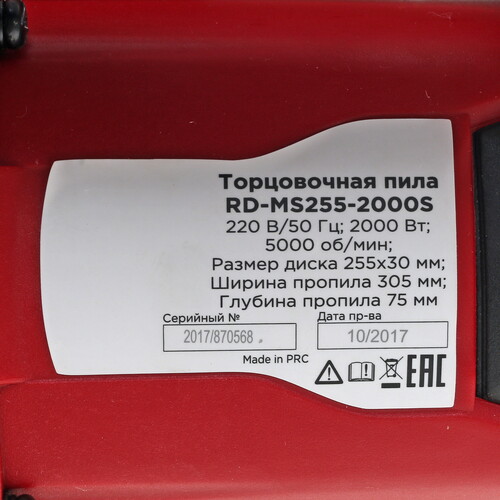 Торцовочная пила
RD-MS255-2000S
220 В/50 Гц; 2000 Вт;
5000 об/мин;
Размер диска 255х30 мм;
Ширина пропила 305 мм;
Глубина пропила 75 мм
Серийный № Дата пр-ва
2017/870568 10/2017
Made in PRC
EAC